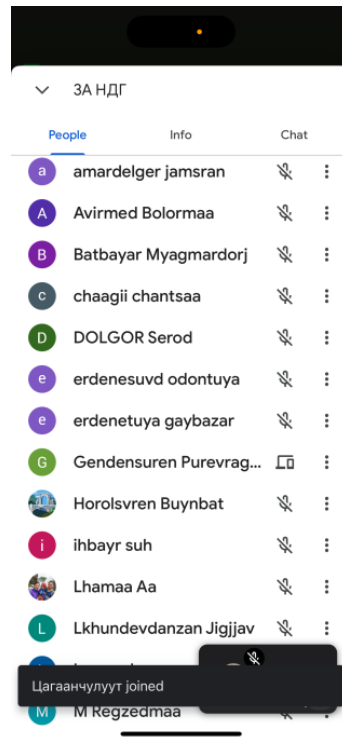 ЗА НДГ
People Info Chat
a amardelger jamsran
A Avirmed Bolormaa
B Batbayar Myagmardorj
c chaagii chantsaa
D DOLGOR Serod
e erdenesuvd odontuya
e erdenetuya gaybazar
G Gendensuren Purevrag...
Horolsvren Buynbat
i ihbayr suh
Lhamaa Aa
L Lkhundevdanzan Jigjjav
Цагаанчулуут joined
M M Regzedmaa